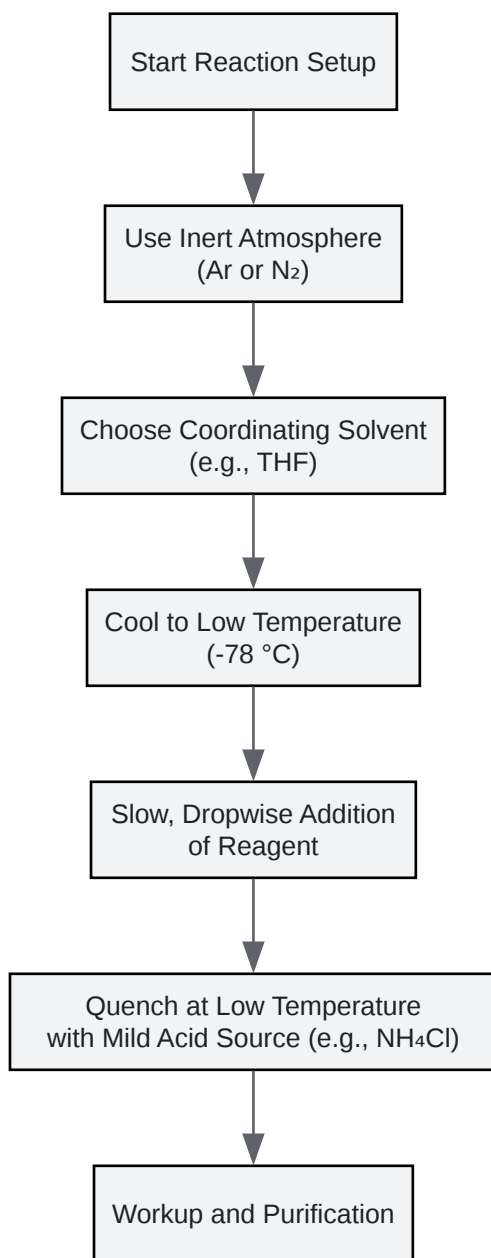 Start Reaction Setup
Use Inert Atmosphere
(Ar or N₂)
Choose Coordinating Solvent
(e.g., THF)
Cool to Low Temperature
(-78 °C)
Slow, Dropwise Addition
of Reagent
Quench at Low Temperature
with Mild Acid Source (e.g., NH₄Cl)
Workup and Purification